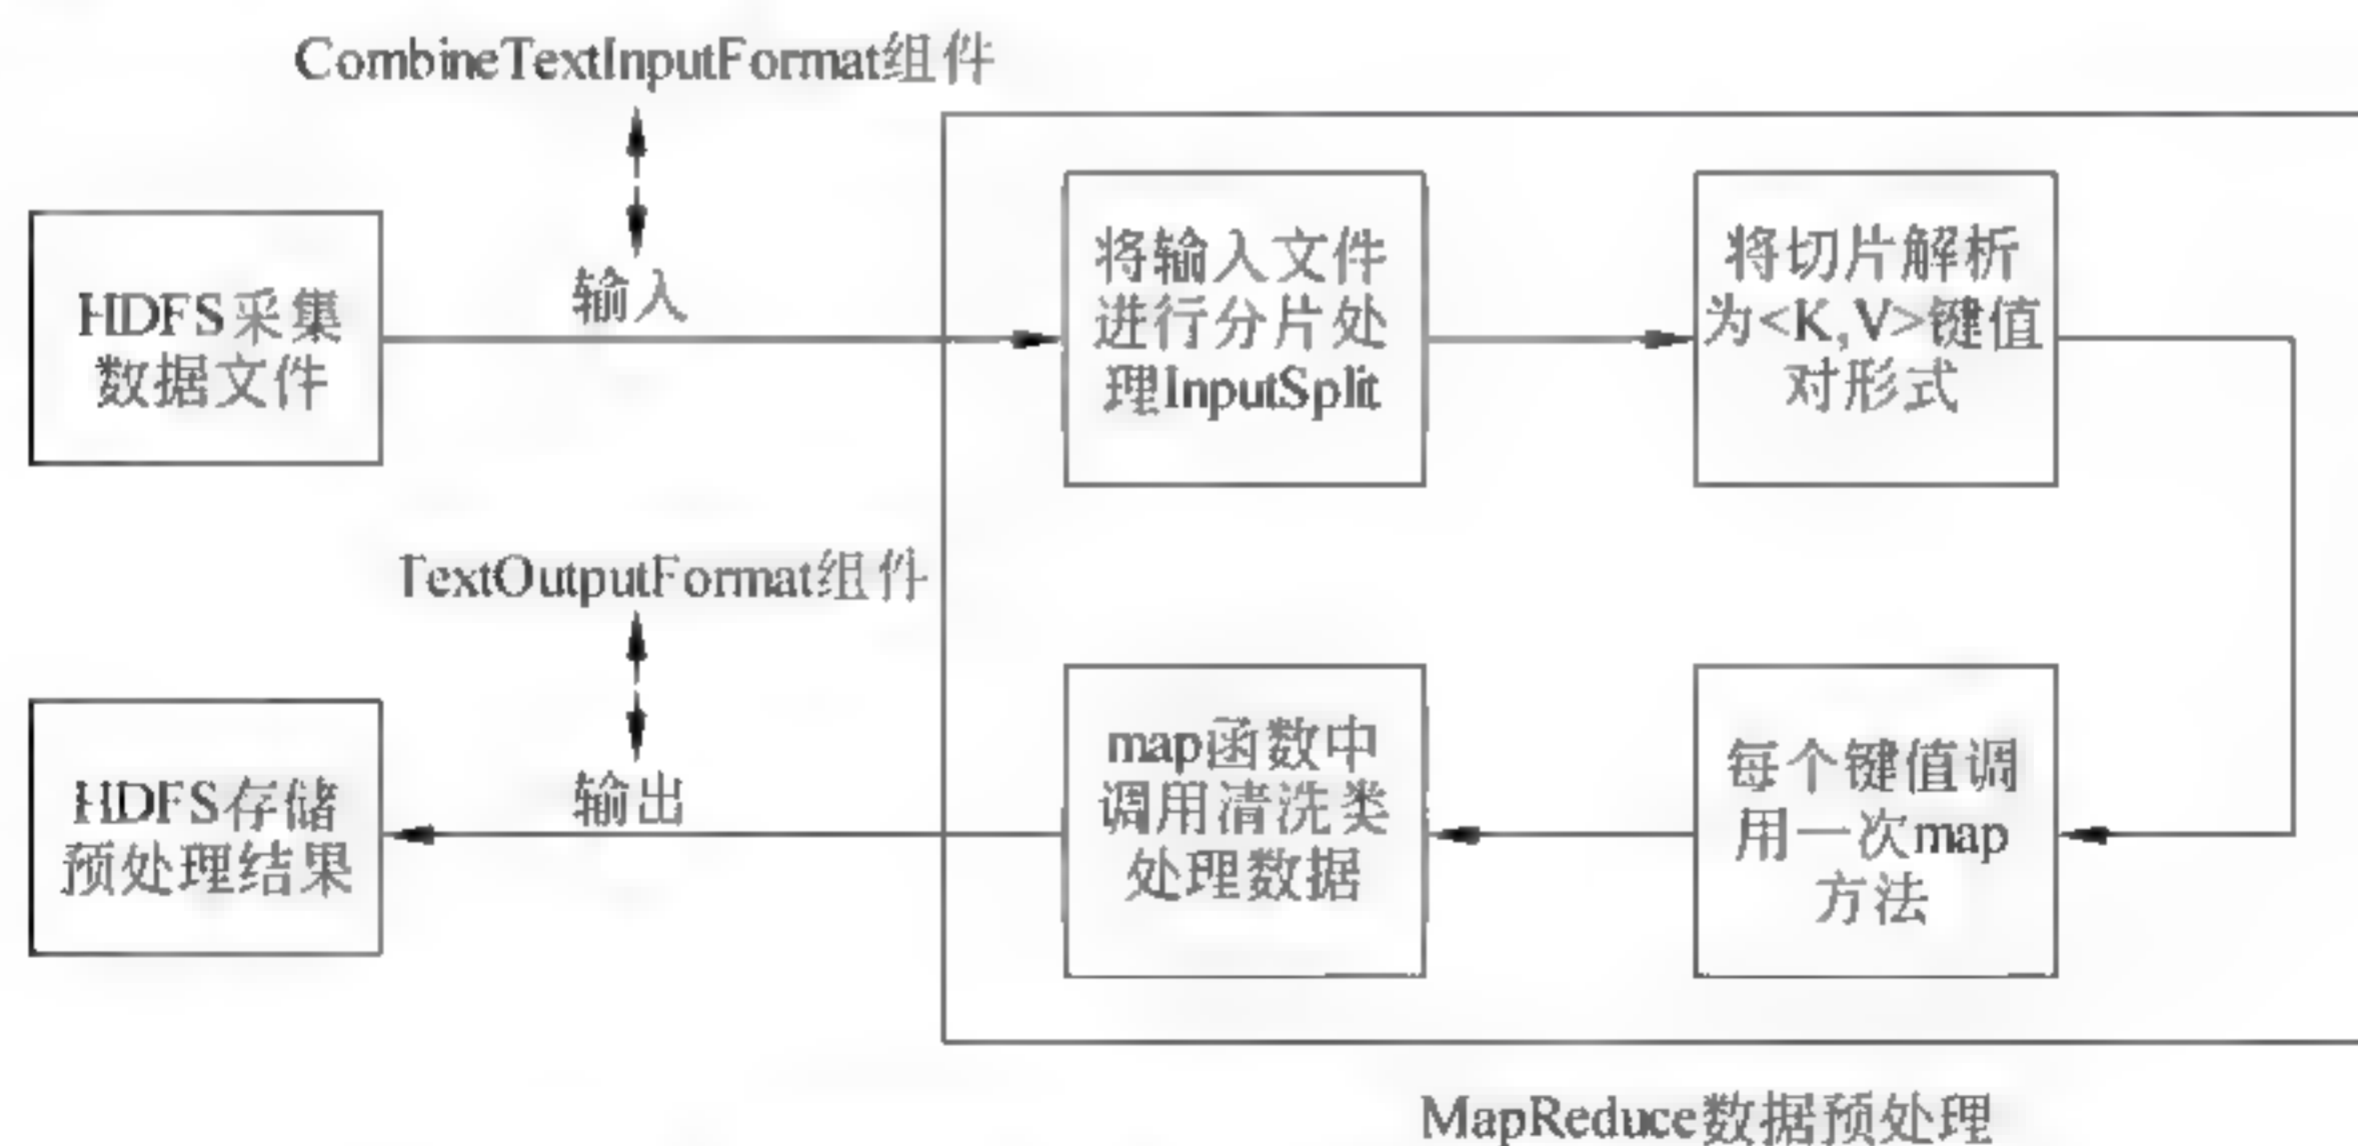 CombineTextInputFormat组件
输入
HDFS采集
数据文件
将输入文件
进行分片处
理InputSplit
将切片解析
为<K,V>键值
对形式
TextOutputFormat组件
输出
HDFS存储
预处理结果
map函数中
调用清洗类
处理数据
每个键值调
用一次map
方法
MapReduce数据预处理